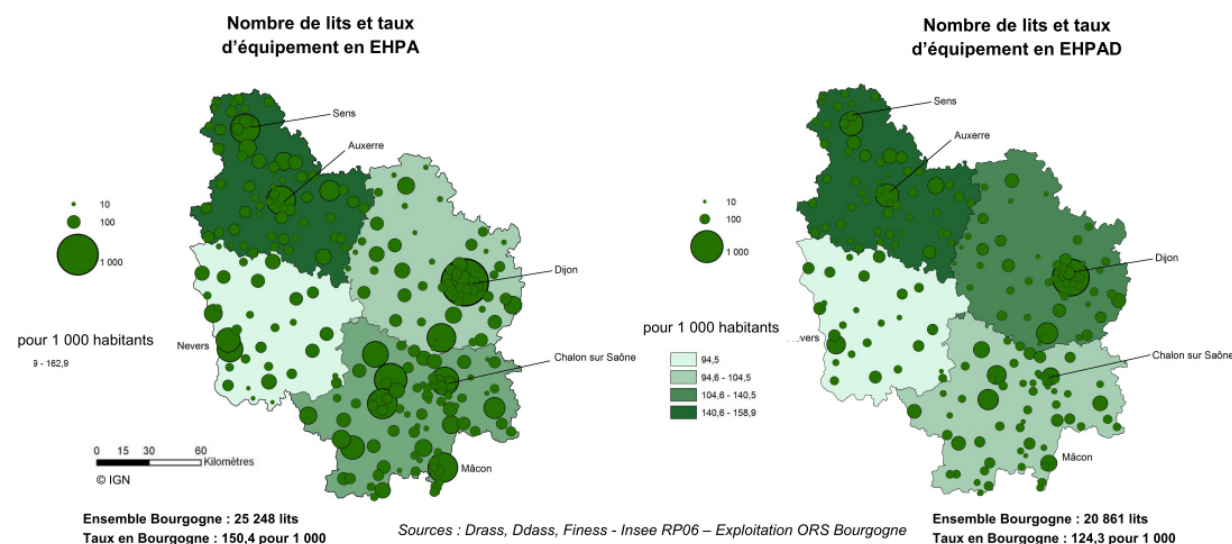 Nombre de lits et taux
d’équipement en EHPA
Sens
Auxerre
10
100
1 000
Dijon
pour 1 000 habitants
9 - 162,9
Nevers
Chalon sur Saône
0 15 30 60
Kilomètres
© IGN
Mâcon
Ensemble Bourgogne : 25 248 lits
Taux en Bourgogne : 150,4 pour 1 000
Nombre de lits et taux
d’équipement en EHPAD
Sens
Auxerre
10
100
1 000
Dijon
pour 1 000 habitants
vers
94,5
94,6 - 104,5
104,6 - 140,5
140,6 - 158,9
Chalon sur Saône
Mâcon
Ensemble Bourgogne : 20 861 lits
Taux en Bourgogne : 124,3 pour 1 000
Sources : Drass, Ddass, Finess - Insee RP06 – Exploitation ORS Bourgogne